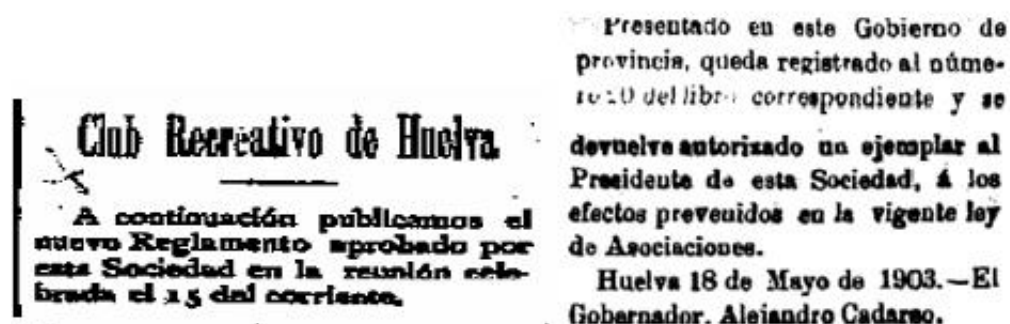 Club Recreativo de Huelva
A continuación publicamos el
nuevo Reglamento aprobado por
esta Sociedad en la reunión cele-
brada el 15 del corriente.
Presentado en este Gobierno de
provincia, queda registrado al núme-
del libro correspondiente y se
devuelve autorizado un ejemplar al
Presidente de esta Sociedad, á los
efectos prevenidos en la vigente ley
de Asociaciones.
Huelva 18 de Mayo de 1903.—El
Gobernador, Alejandro Cadarso.